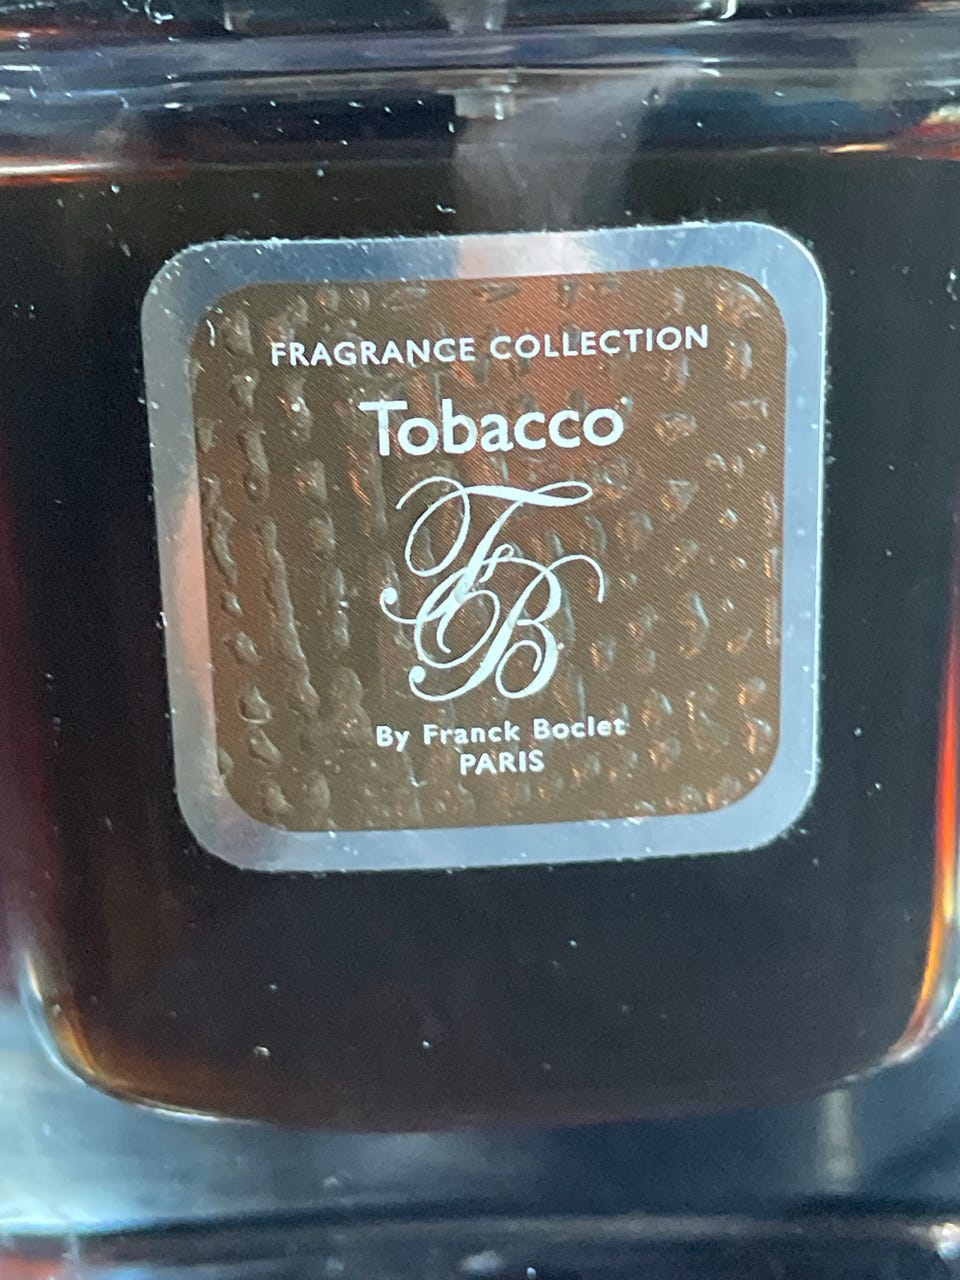 FRAGRANCE COLLECTION
Tobacco
FB
By Franck Boclet
PARIS